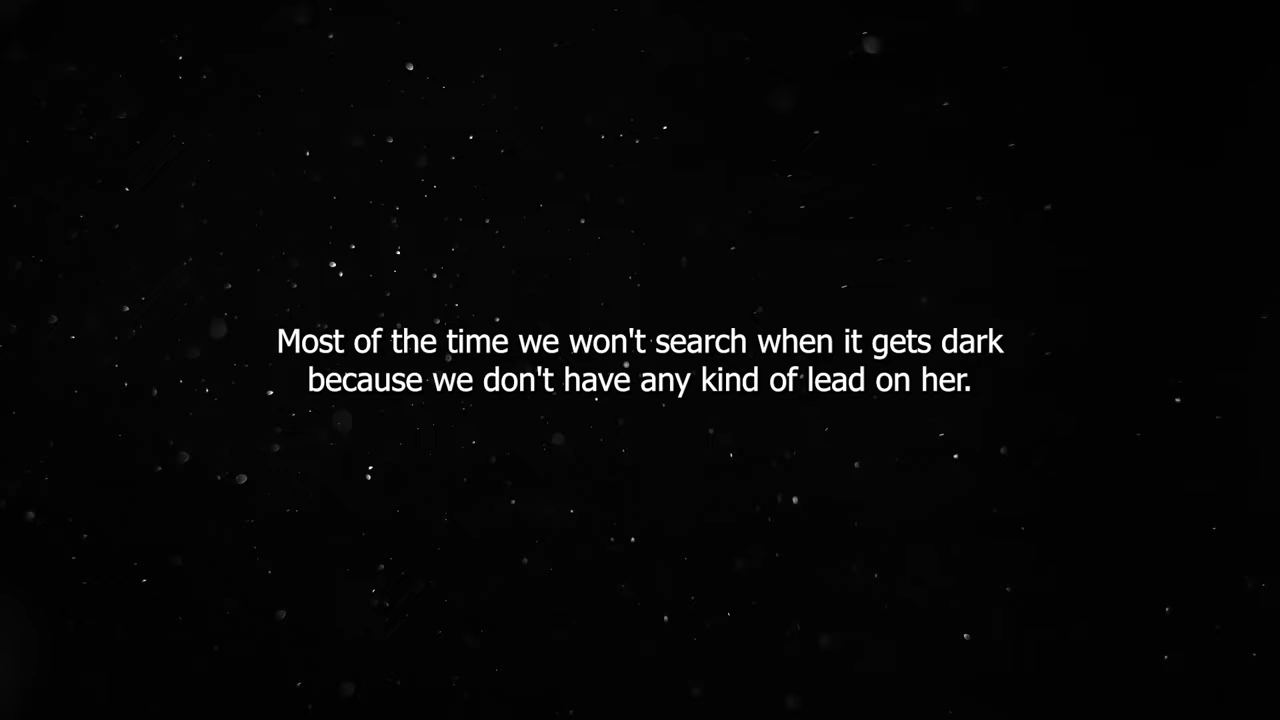 Most of the time we won't search when it gets dark
because we don't have any kind of lead on her.